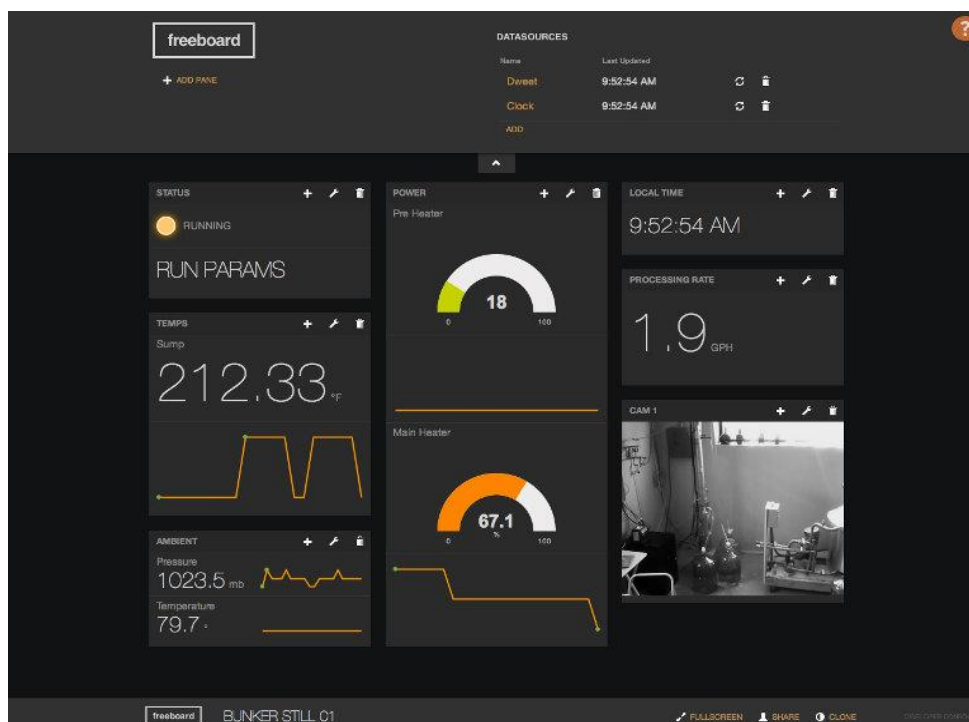 freeboard
+ ADD PANE
DATASOURCES
Name Last Updated
Dweet 9:52:54 AM
Clock 9:52:54 AM
ADD
?
STATUS
RUNNING
RUN PARAMS
TEMPS
Sump
212.33 °F
AMBIENT
Pressure
1023.5 mb
Temperature
79.7
POWER
Pre Heater
18
0 100
Main Heater
67.1
%
0 100
LOCAL TIME
9:52:54 AM
PROCESSING RATE
1.9 GPH
CAM 1
freeboard BUNKER STILL 01
FULLSCREEN SHARE CLONE